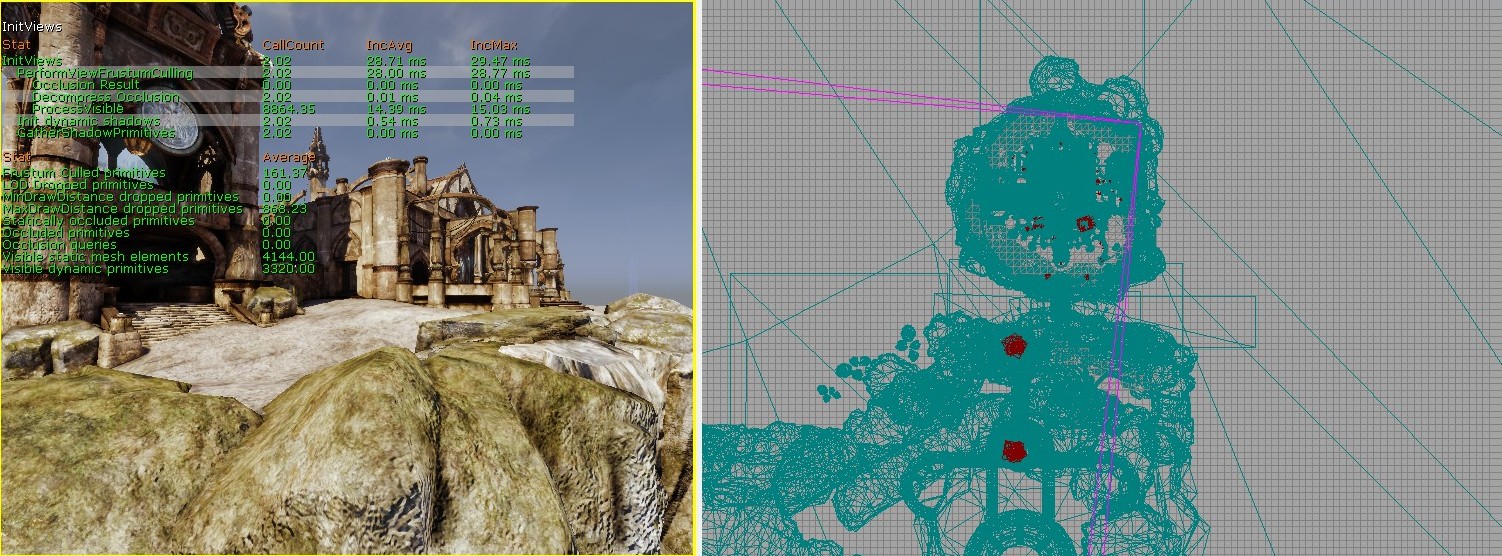 InitViews
Stat CallCount IncAvg IncMax
InitViews 2.02 28.71 ms 29.47 ms
PerformViewFrustumCulling 2.02 28.00 ms 28.77 ms
Occlusion Result 0.00 0.00 ms 0.00 ms
Decompress Occlusion 2.02 0.01 ms 0.04 ms
ProcessVisible 8864.35 14.39 ms 15.03 ms
Init dynamic shadows 2.02 0.54 ms 0.73 ms
GatherShadowPrimitives 2.02 0.00 ms 0.00 ms
Stat Average
Frustum Culled primitives 161.37
LOD Dropped primitives 0.00
MinDrawDistance dropped primitives 0.00
MaxDrawDistance dropped primitives
Statically occluded primitives 0.00
Occluded primitives 0.00
Occlusion queries 0.00
Visible static mesh elements 4144.00
Visible dynamic primitives 3320.00